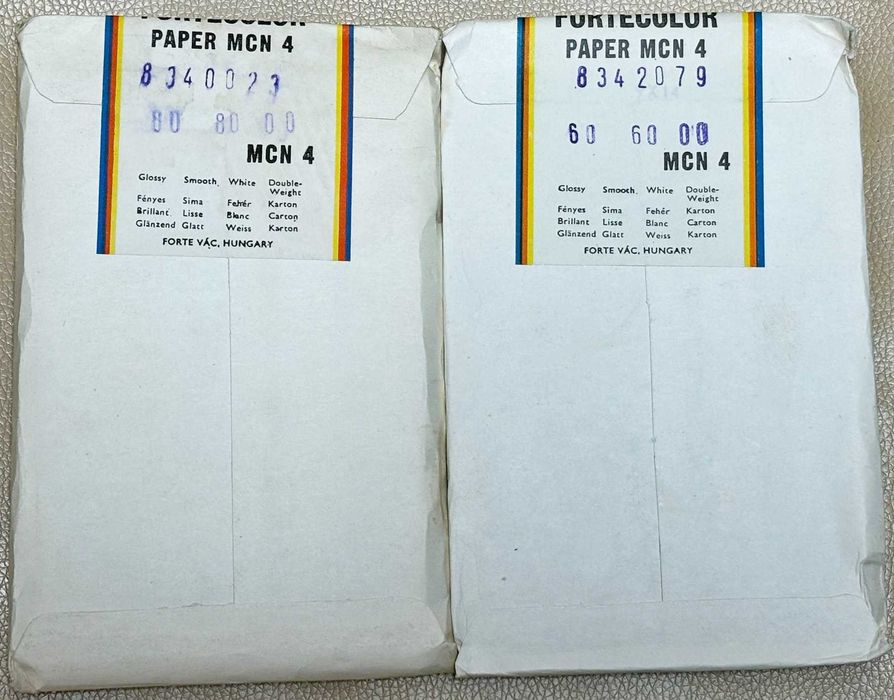 FORTECOLOR
PAPER MCN 4
8340023
80 80 00
MCN 4
Glossy Smooth White Double-Weight
Fényes Sima Fehér Karton
Brillant Lisse Blanc Carton
Glänzend Glatt Weiss Karton
FORTE VÁC, HUNGARY
FORTECOLOR
PAPER MCN 4
8342079
60 60 00
MCN 4
Glossy Smooth White Double-Weight
Fényes Sima Fehér Karton
Brillant Lisse Blanc Carton
Glänzend Glatt Weiss Karton
FORTE VÁC, HUNGARY